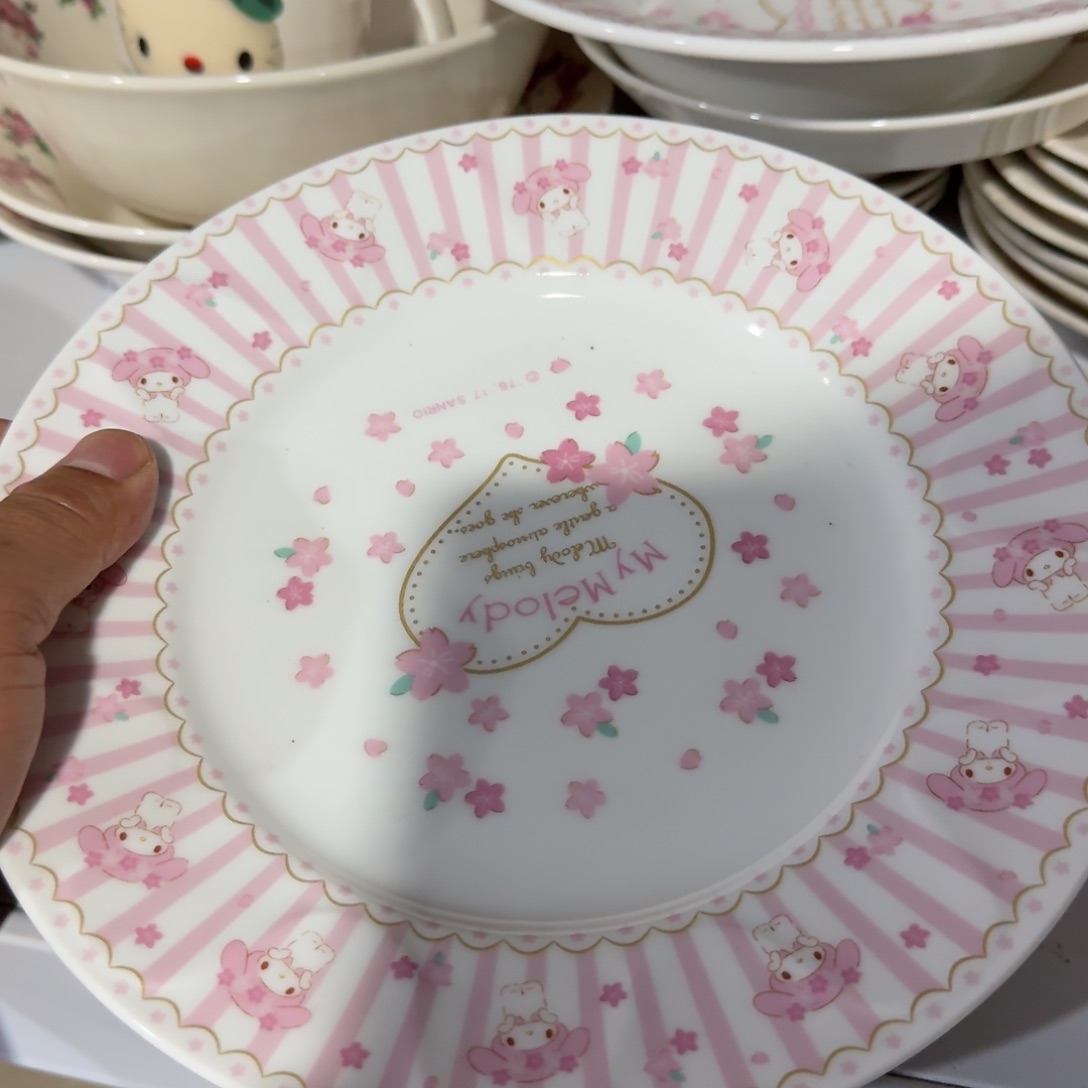 My Melody
Melody brings
a gentle atmosphere
wherever she goes.
© '76, '17 SANRIO